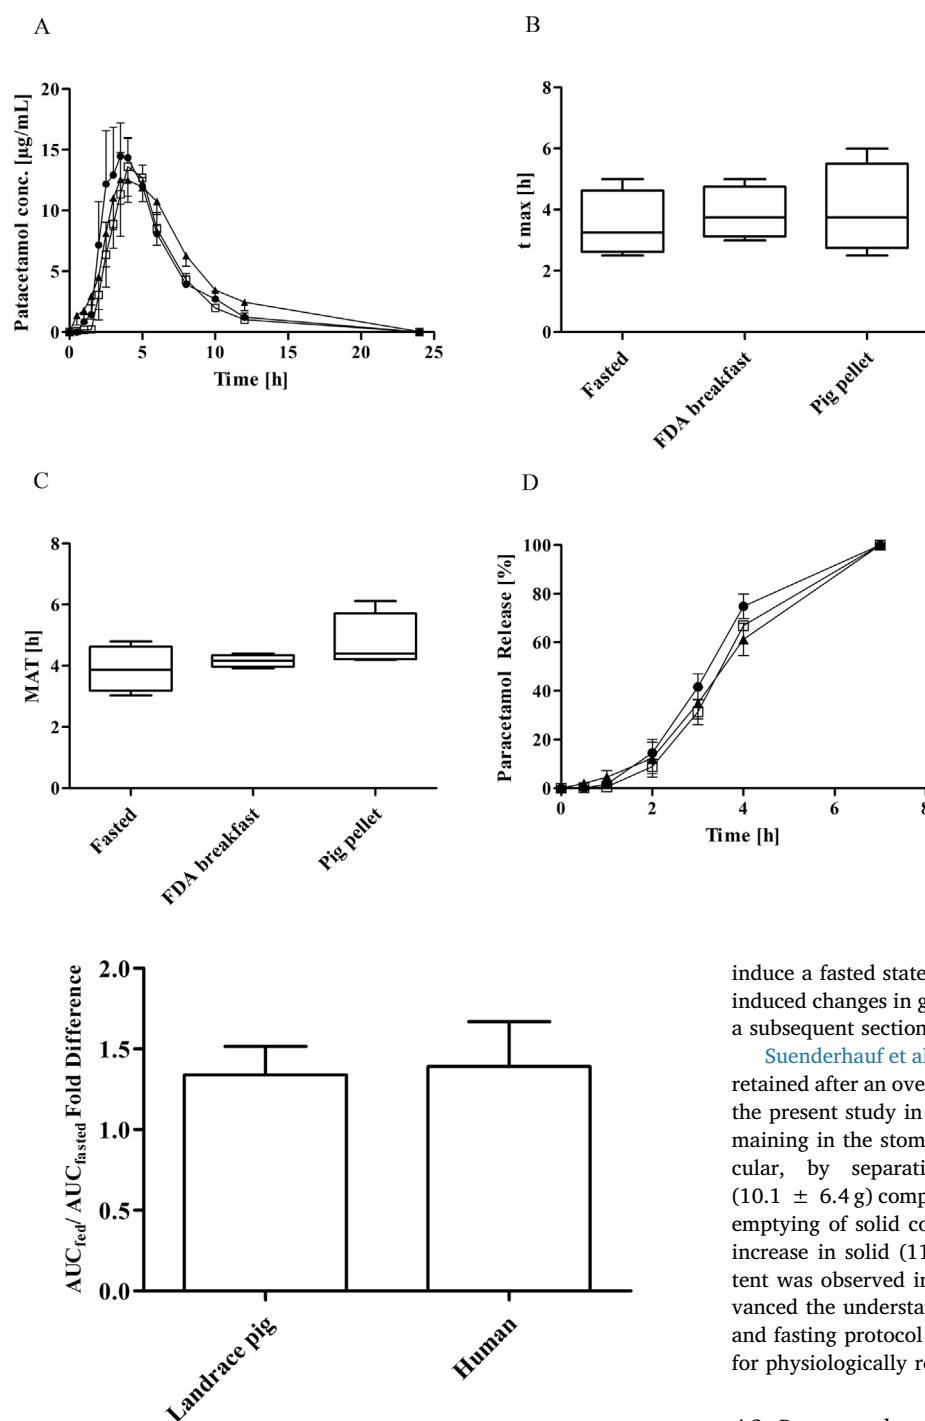 A
Patacetamol conc. [µg/mL]
20
15
10
5
0
0 5 10 15 20 25
Time [h]
B
t max [h]
8
6
4
2
0
Fasted
FDA breakfast
Pig pellet
C
MAT [h]
8
6
4
2
0
Fasted
FDA breakfast
Pig pellet
D
Paracetamol Release [%]
100
80
60
40
20
0
0 2 4 6 8
Time [h]
AUCfed/ AUCfasted Fold Difference
2.0
1.5
1.0
0.5
0.0
Landrace pig
Human
induce a fasted state
induced changes in g
a subsequent section
Suenderhauf et al
retained after an ove
the present study in
maining in the stom
cular, by separati
(10.1 ± 6.4 g) comp
emptying of solid co
increase in solid (11
tent was observed in
vanced the understa
and fasting protocol
for physiologically re